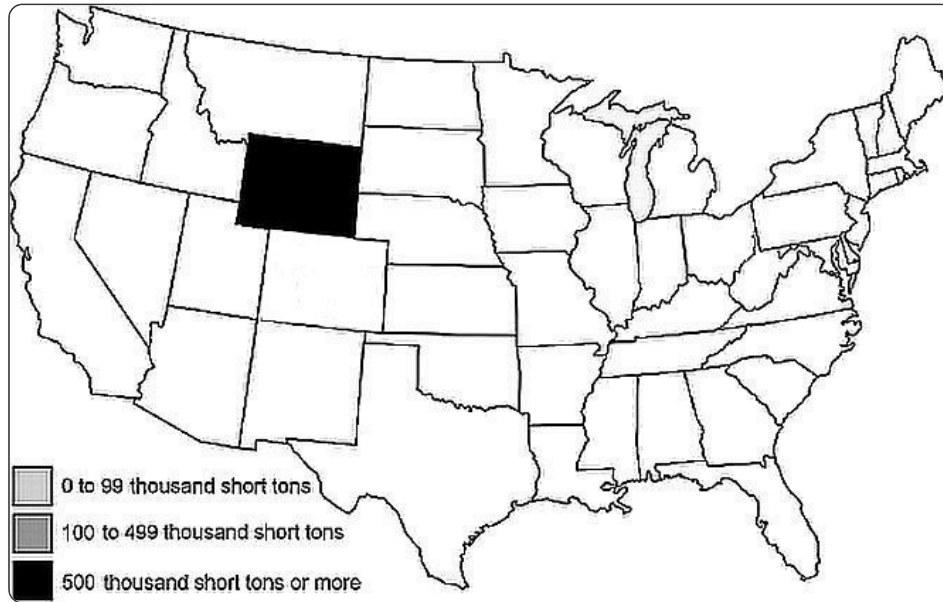 0 to 99 thousand short tons
100 to 499 thousand short tons
500 thousand short tons or more